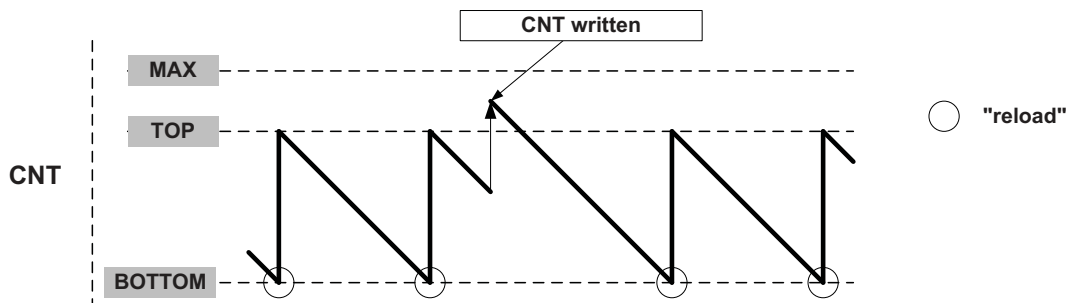 CNT written
MAX
TOP
"reload"
CNT
BOTTOM